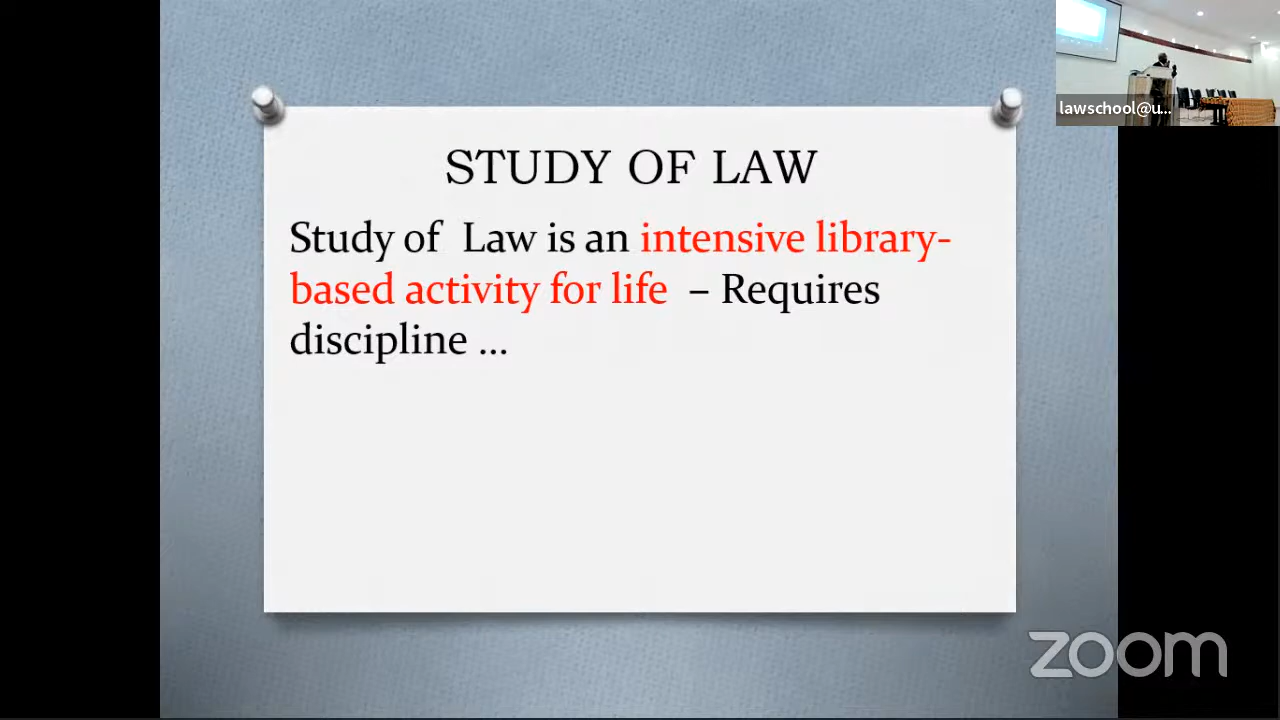 lawschool@u...
STUDY OF LAW
Study of Law is an intensive library-
based activity for life – Requires
discipline ...
zoom